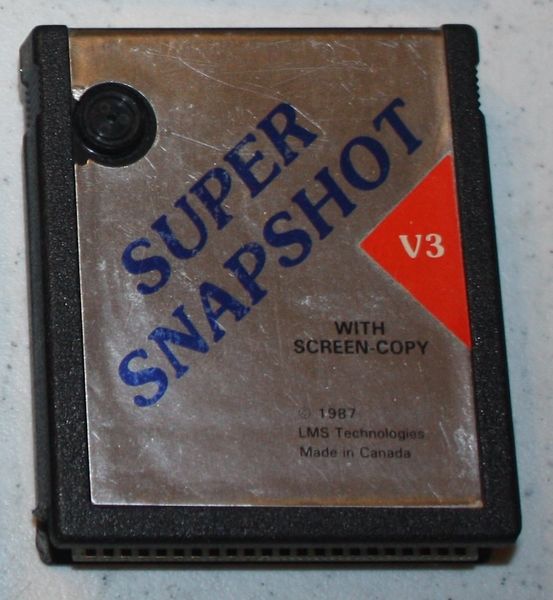 SUPER
SNAPSHOT
V3
WITH
SCREEN-COPY
© 1987
LMS Technologies
Made in Canada